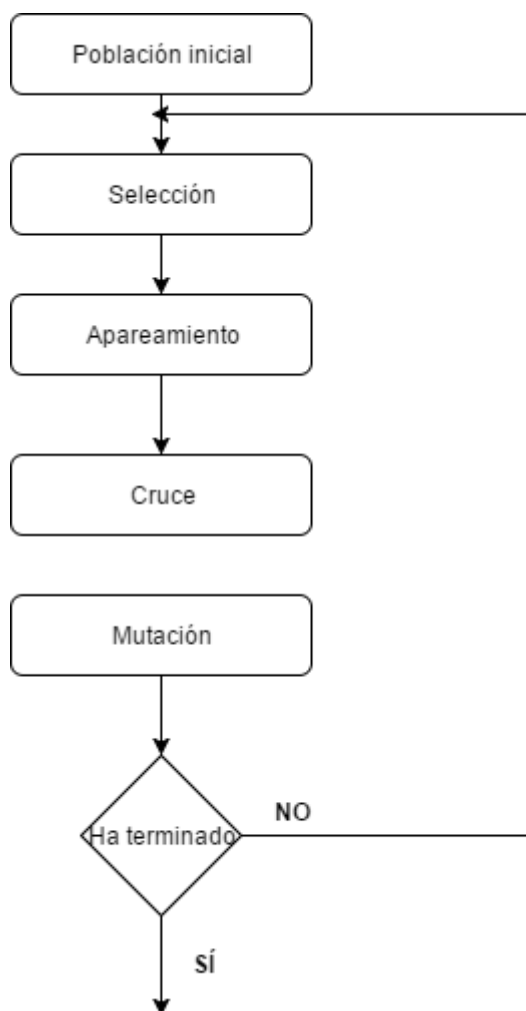 Población inicial
Selección
Apareamiento
Cruce
Mutación
Ha terminado
NO
SÍ